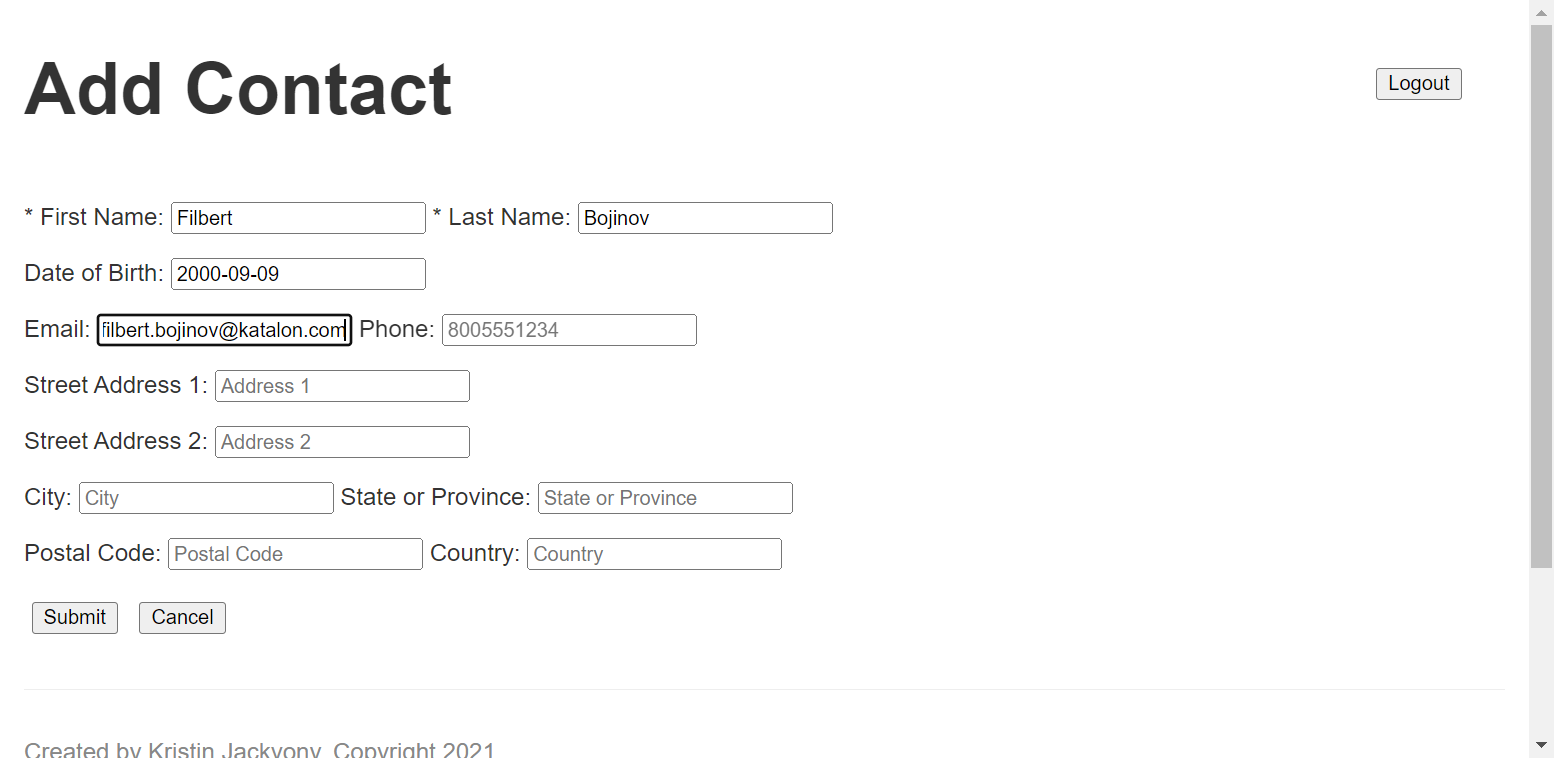 Add Contact
Logout
* First Name: Filbert * Last Name: Bojinov
Date of Birth: 2000-09-09
Email: filbert.bojinov@katalon.com Phone: 8005551234
Street Address 1: Address 1
Street Address 2: Address 2
City: City State or Province: State or Province
Postal Code: Postal Code Country: Country
Submit Cancel
Created by Kristin Jackvony, Copyright 2021